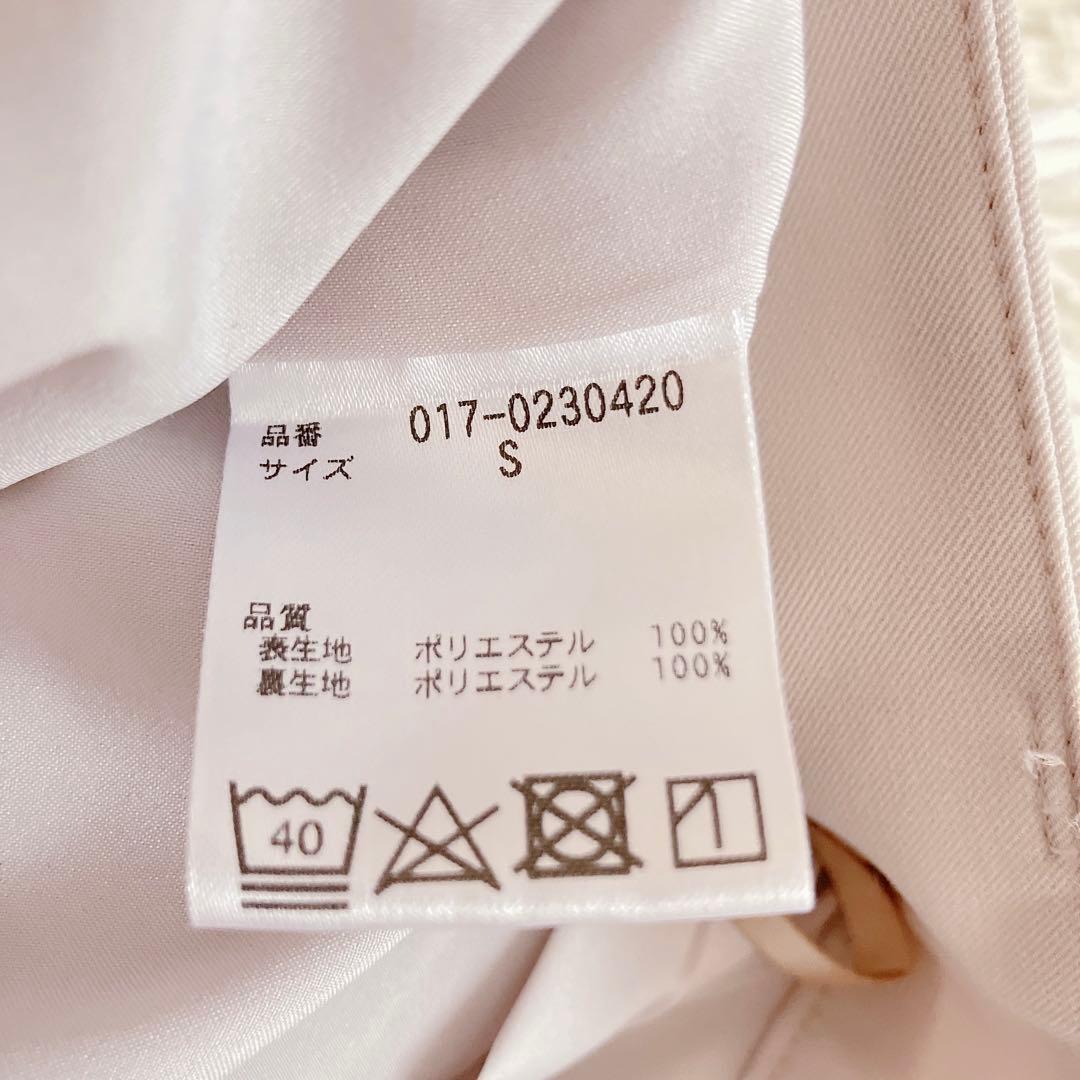 品番 017-0230420
サイズ S
品質
表生地 ポリエステル 100%
裏生地 ポリエステル 100%
40